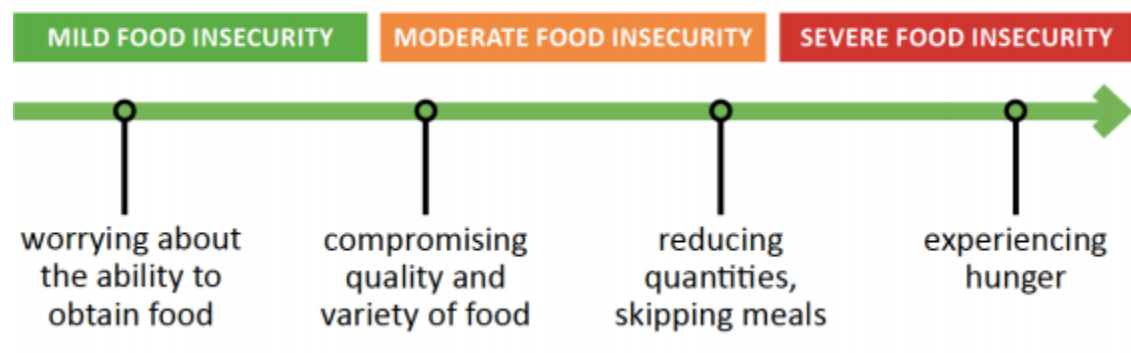 MILD FOOD INSECURITY
MODERATE FOOD INSECURITY
SEVERE FOOD INSECURITY
worrying about
the ability to
obtain food
compromising
quality and
variety of food
reducing
quantities,
skipping meals
experiencing
hunger